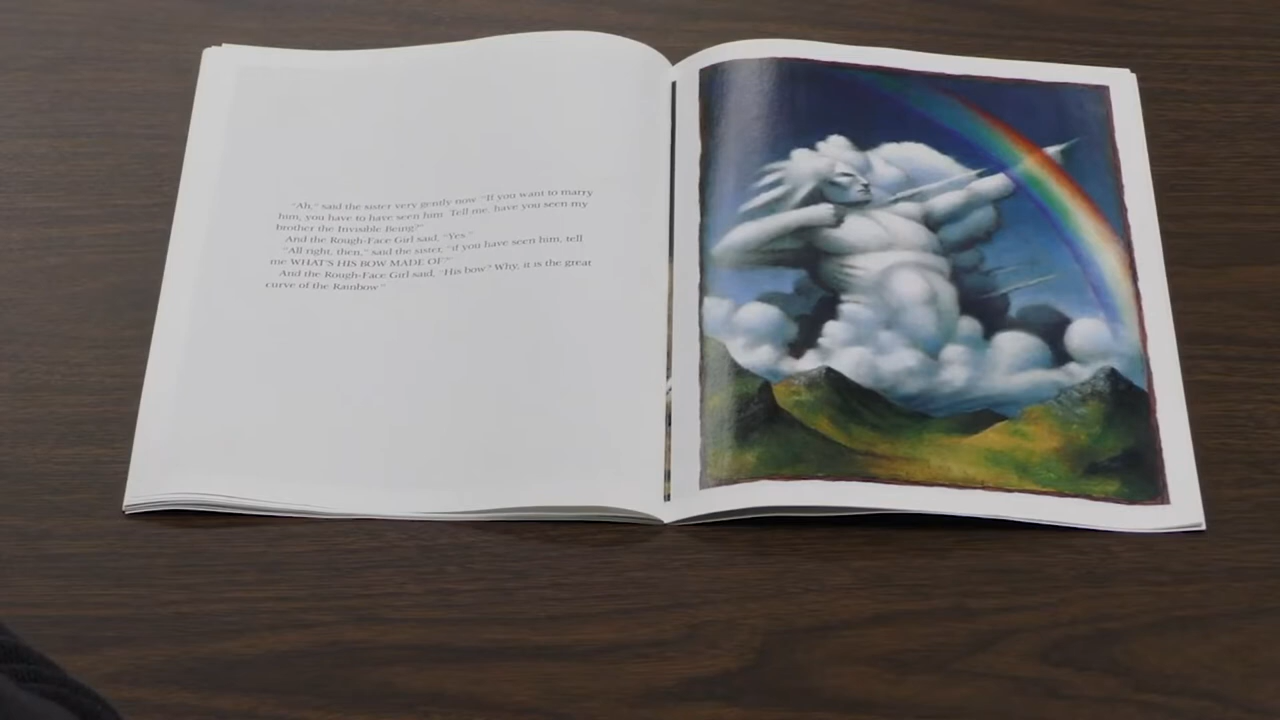 "Ah," said the sister very gently now. "If you want to marry
him, you have to have seen him. Tell me, have you seen my
brother the Invisible Being?"
And the Rough-Face Girl said, "Yes."
"All right, then," said the sister, "if you have seen him, tell
me WHAT'S HIS BOW MADE OF?"
And the Rough-Face Girl said, "His bow? Why, it is the great
curve of the Rainbow."